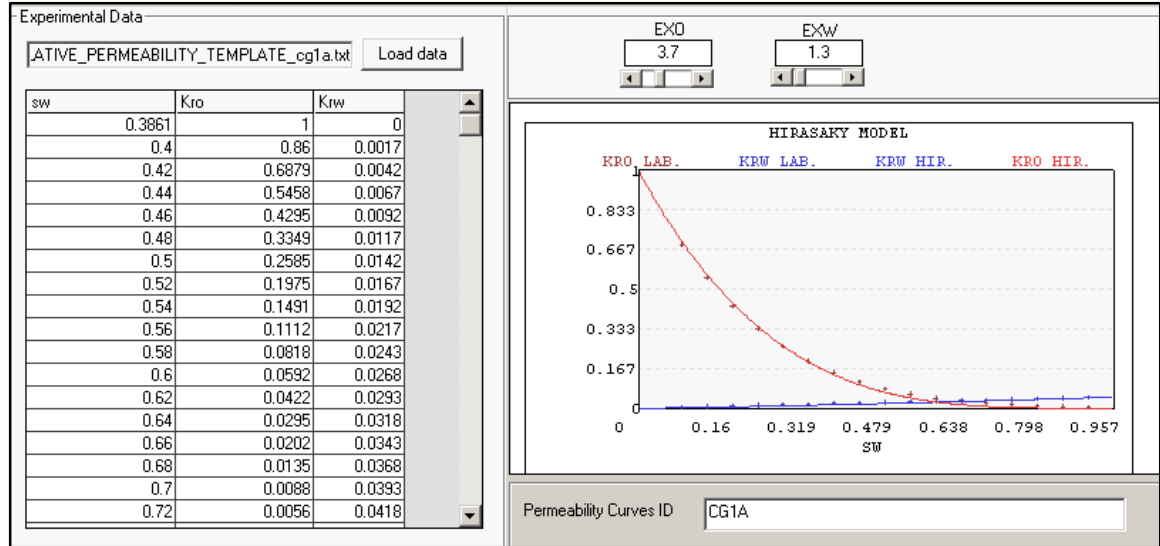 Experimental Data
.ATIVE_PERMEABILITY_TEMPLATE_cg1a.txt Load data
sw Kro Krw
0.3861 1 0
0.4 0.86 0.0017
0.42 0.6879 0.0042
0.44 0.5458 0.0067
0.46 0.4295 0.0092
0.48 0.3349 0.0117
0.5 0.2585 0.0142
0.52 0.1975 0.0167
0.54 0.1491 0.0192
0.56 0.1112 0.0217
0.58 0.0818 0.0243
0.6 0.0592 0.0268
0.62 0.0422 0.0293
0.64 0.0295 0.0318
0.66 0.0202 0.0343
0.68 0.0135 0.0368
0.7 0.0088 0.0393
0.72 0.0056 0.0418
EXO EXW
3.7 1.3
HIRASAKY MODEL
KRO LAB. KRW LAB. KRW HIR. KRO HIR.
1
0.833
0.667
0.5
0.333
0.167
0
0 0.16 0.319 0.479 0.638 0.798 0.957
SW
Permeability Curves ID CG1A